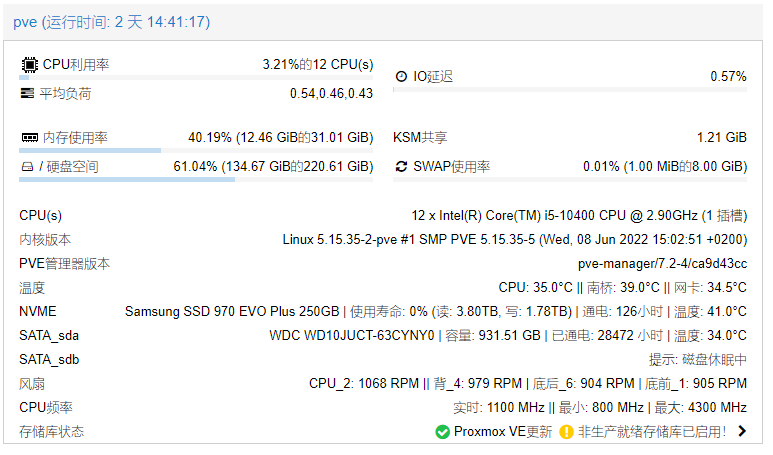 pve (运行时间: 2 天 14:41:17)
CPU利用率 3.21%的12 CPU(s)
IO延迟 0.57%
平均负荷 0.54,0.46,0.43
内存使用率 40.19% (12.46 GiB的31.01 GiB)
KSM共享 1.21 GiB
/ 硬盘空间 61.04% (134.67 GiB的220.61 GiB)
SWAP使用率 0.01% (1.00 MiB的8.00 GiB)
CPU(s) 12 x Intel(R) Core(TM) i5-10400 CPU @ 2.90GHz (1 插槽)
内核版本 Linux 5.15.35-2-pve #1 SMP PVE 5.15.35-5 (Wed, 08 Jun 2022 15:02:51 +0200)
PVE管理器版本 pve-manager/7.2-4/ca9d43cc
温度 CPU: 35.0°C || 南桥: 39.0°C || 网卡: 34.5°C
NVME Samsung SSD 970 EVO Plus 250GB | 使用寿命: 0% (读: 3.80TB, 写: 1.78TB) | 通电: 126小时 | 温度: 41.0°C
SATA_sda WDC WD10JUCT-63CYNY0 | 容量: 931.51 GB | 已通电: 28472 小时 | 温度: 34.0°C
SATA_sdb 提示: 磁盘休眠中
风扇 CPU_2: 1068 RPM || 背_4: 979 RPM | 底后_6: 904 RPM | 底前_1: 905 RPM
CPU频率 实时: 1100 MHz || 最小: 800 MHz | 最大: 4300 MHz
存储库状态 Proxmox VE更新 非生产就绪存储库已启用!